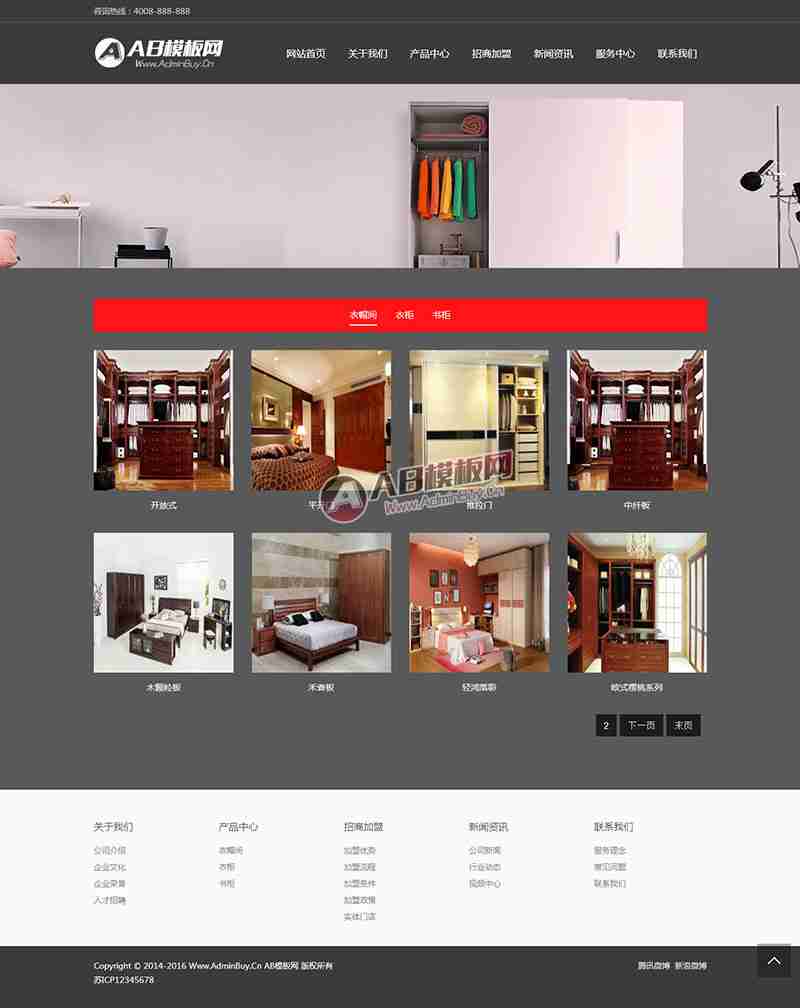 咨询热线：4008-888-888
AB模板网
Www.AdminBuy.Cn
网站首页 关于我们 产品中心 招商加盟 新闻资讯 服务中心 联系我们
衣帽间 衣柜 书柜
AB模板网
Www.AdminBuy.Cn
开放式 平开门 推拉门 中纤板
木颗粒板 禾香板 轻鸿凰影 欧式樱桃系列
2 下一页 末页
关于我们 产品中心 招商加盟 新闻资讯 联系我们
公司介绍 衣帽间 加盟优势 公司新闻 服务理念
企业文化 衣柜 加盟流程 行业动态 常见问题
企业荣誉 书柜 加盟条件 视频中心 联系我们
人才招聘 加盟政策
实体门店
Copyright © 2014-2016 Www.AdminBuy.Cn AB模板网 版权所有 腾讯微博 新浪微博
苏ICP12345678